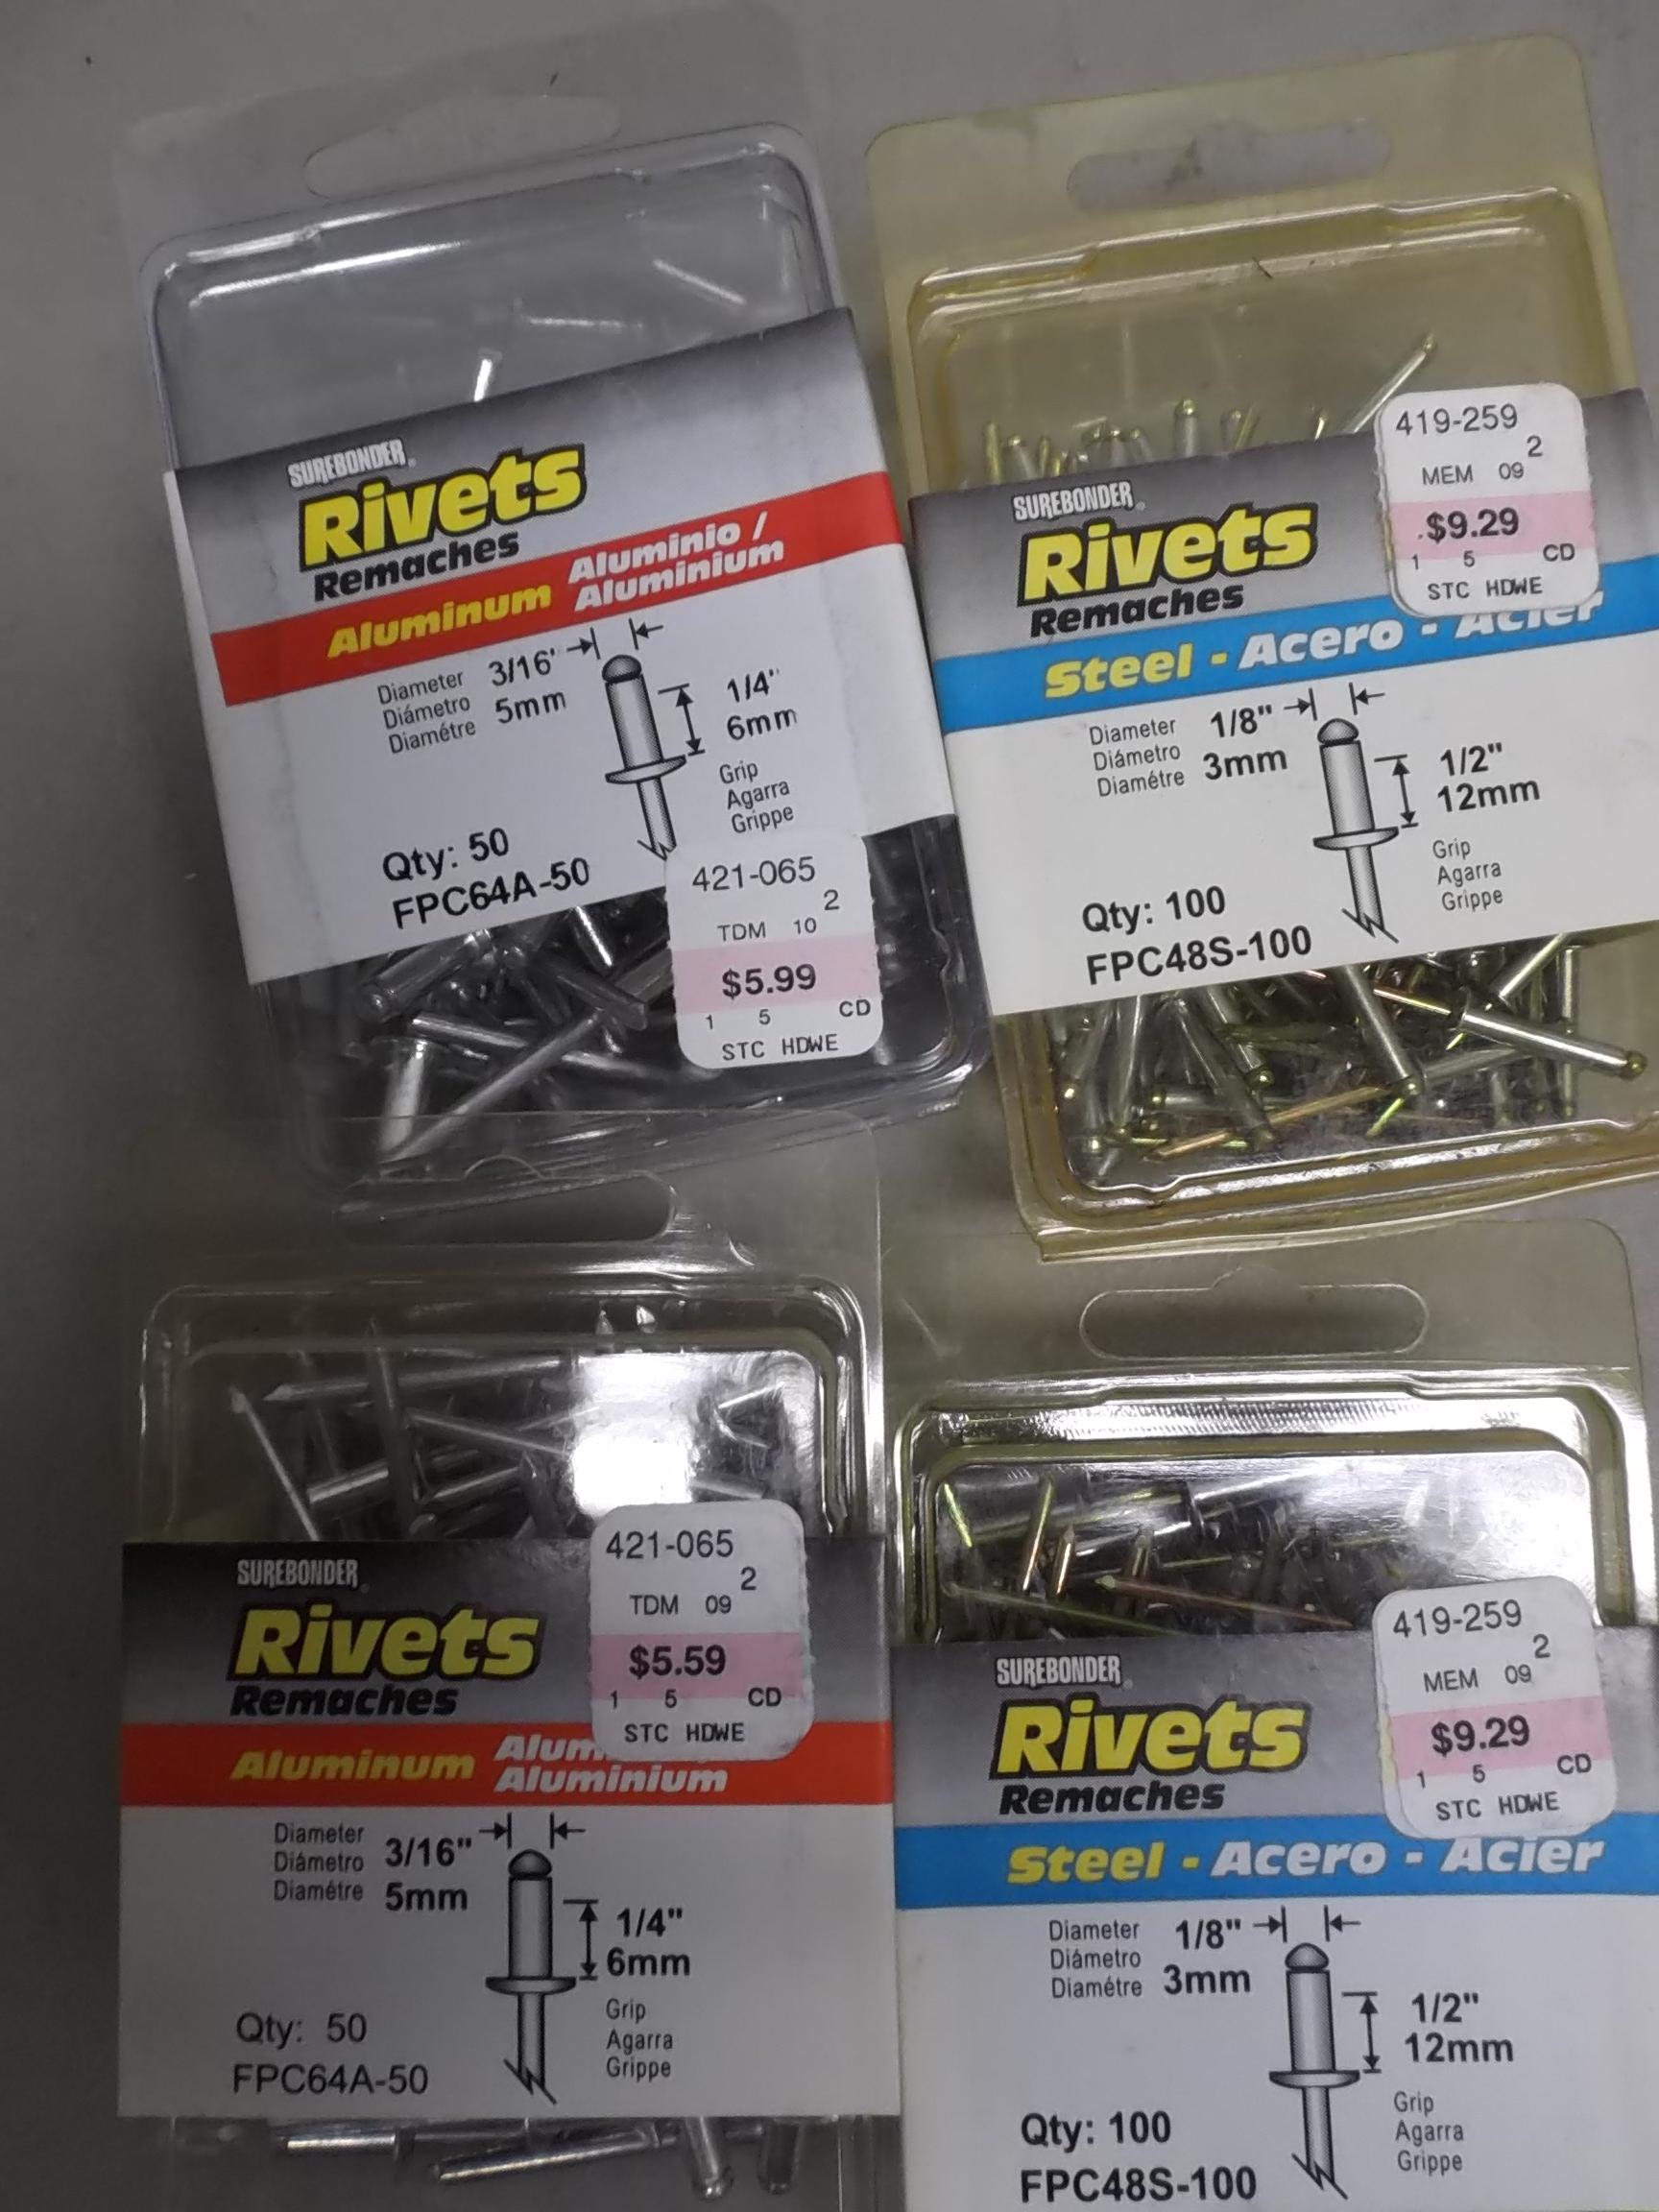 SUREBONDER®
Rivets
Remaches
Aluminum Aluminio /
Aluminium
Diameter 3/16"
Diámetro 5mm
Diamétre
1/4"
6mm
Grip
Agarra
Grippe
Qty: 50
FPC64A-50
421-065
2
TDM 10
$5.99
1 5 CD
STC HDWE
SUREBONDER®
Rivets
Remaches
Steel - Acero - Acier
419-259
2
MEM 09
$9.29
1 5 CD
STC HDWE
Diameter 1/8"
Diámetro 3mm
Diamétre
1/2"
12mm
Grip
Agarra
Grippe
Qty: 100
FPC48S-100
SUREBONDER®
Rivets
Remaches
Aluminum Alum
Aluminium
421-065
2
TDM 09
$5.59
1 5 CD
STC HDWE
Diameter 3/16"
Diámetro 5mm
Diamétre
1/4"
6mm
Grip
Agarra
Grippe
Qty: 50
FPC64A-50
SUREBONDER®
Rivets
Remaches
Steel - Acero - Acier
419-259
2
MEM 09
$9.29
1 5 CD
STC HDWE
Diameter 1/8"
Diámetro 3mm
Diamétre
1/2"
12mm
Grip
Agarra
Grippe
Qty: 100
FPC48S-100